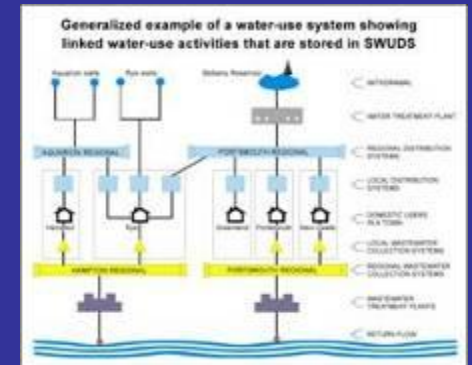 Generalized example of a water-use system showing
linked water-use activities that are stored in SWUDS
Aquarion wells
Rye wells
Bellamy Reservoir
WITHDRAWAL
WATER TREATMENT PLANT
AQUARION REGIONAL
PORTSMOUTH REGIONAL
REGIONAL DISTRIBUTION
SYSTEMS
LOCAL DISTRIBUTION
SYSTEMS
Hampton
Rye
Greenland
Portsmouth
New Castle
DOMESTIC USERS
IN A TOWN
LOCAL WASTEWATER
COLLECTION SYSTEMS
HAMPTON REGIONAL
PORTSMOUTH REGIONAL
REGIONAL WASTEWATER
COLLECTION SYSTEMS
WASTEWATER
TREATMENT PLANTS
RETURN FLOW